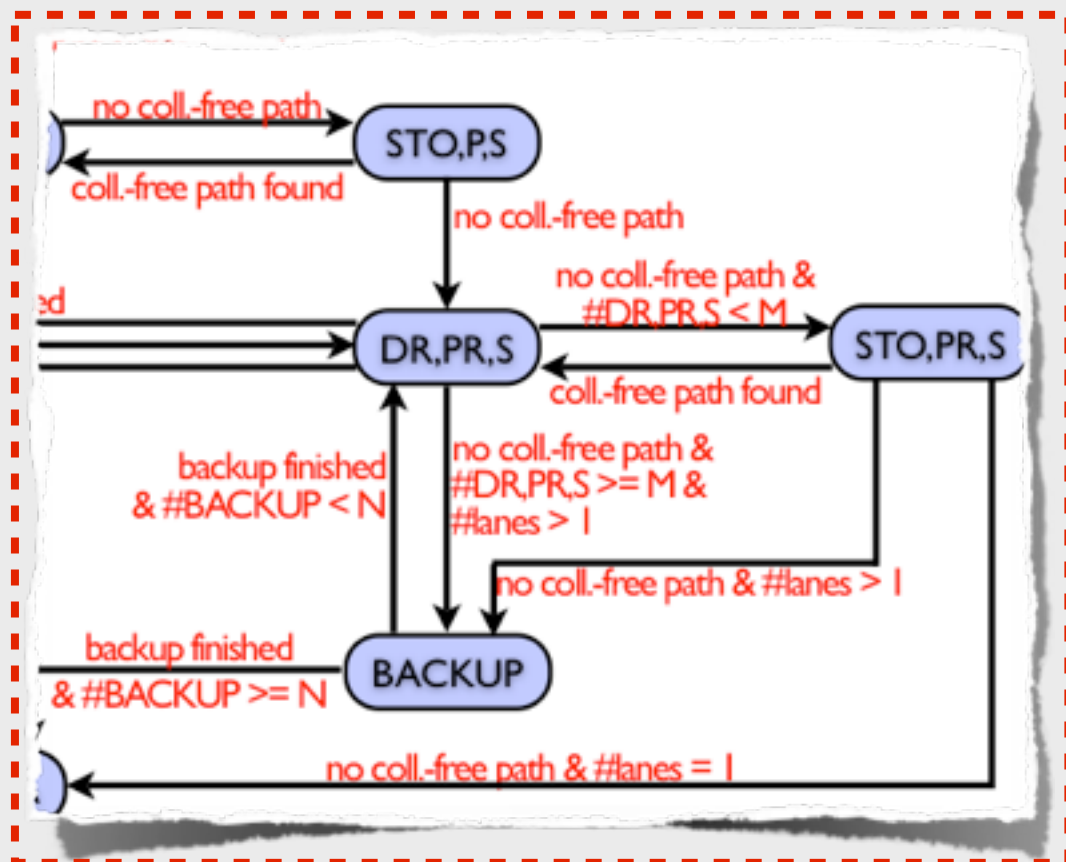 no coll.-free path
STO,P,S
coll.-free path found
no coll.-free path
no coll.-free path &
#DR,PR,S < M
ed
DR,PR,S
STO,PR,S
coll.-free path found
backup finished
& #BACKUP < N
no coll.-free path &
#DR,PR,S >= M &
#lanes > 1
no coll.-free path & #lanes > 1
backup finished
& #BACKUP >= N
BACKUP
no coll.-free path & #lanes = 1